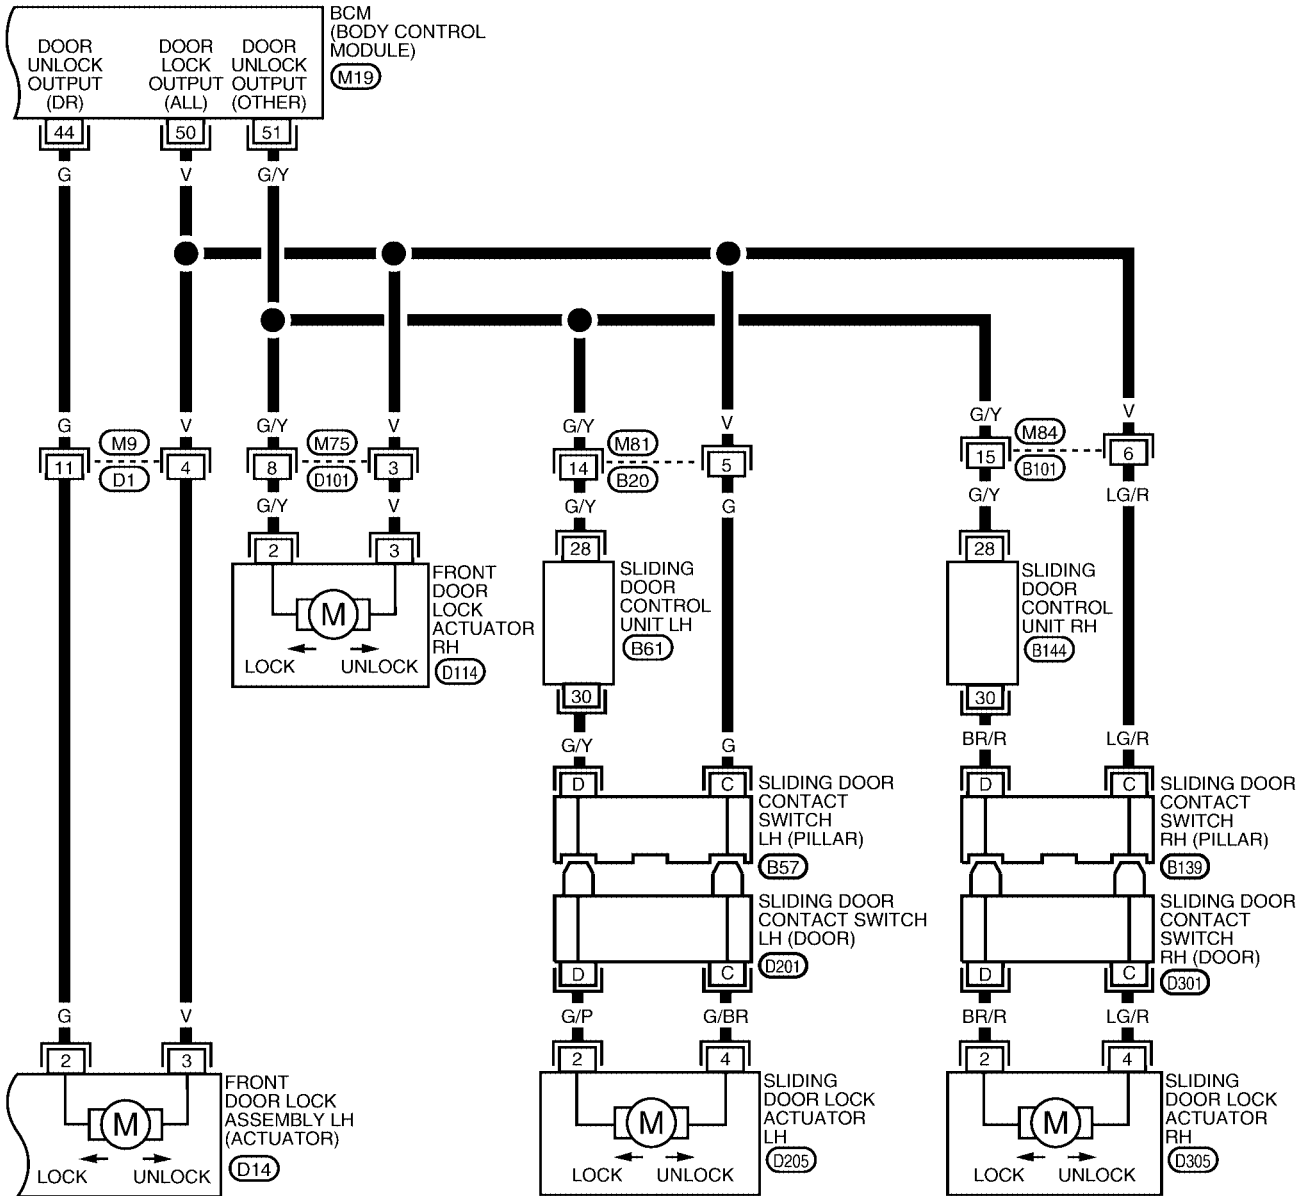 BCM
(BODY CONTROL
MODULE)
M19
DOOR
UNLOCK
OUTPUT
(DR)
DOOR
LOCK
OUTPUT
(ALL)
DOOR
UNLOCK
OUTPUT
(OTHER)
44
50
51
G
V
G/Y
G
V
G/Y
V
G/Y
V
G/Y
V
M9
D1
M75
D101
M81
B20
M84
B101
11
4
8
3
14
5
15
6
G/Y
V
G/Y
G
G/Y
LG/R
2
3
28
28
M
LOCK
UNLOCK
FRONT
DOOR
LOCK
ACTUATOR
RH
D114
SLIDING
DOOR
CONTROL
UNIT LH
B61
SLIDING
DOOR
CONTROL
UNIT RH
B144
30
30
G/Y
G
BR/R
LG/R
D
C
SLIDING DOOR
CONTACT
SWITCH
LH (PILLAR)
B57
D
C
SLIDING DOOR
CONTACT
SWITCH
RH (PILLAR)
B139
SLIDING DOOR
CONTACT SWITCH
LH (DOOR)
D201
D
C
SLIDING DOOR
CONTACT
SWITCH
RH (DOOR)
D301
D
C
G
V
G/P
G/BR
BR/R
LG/R
2
3
2
4
2
4
M
LOCK
UNLOCK
FRONT
DOOR LOCK
ASSEMBLY LH
(ACTUATOR)
D14
M
LOCK
UNLOCK
SLIDING
DOOR LOCK
ACTUATOR
LH
D205
M
LOCK
UNLOCK
SLIDING
DOOR LOCK
ACTUATOR
RH
D305